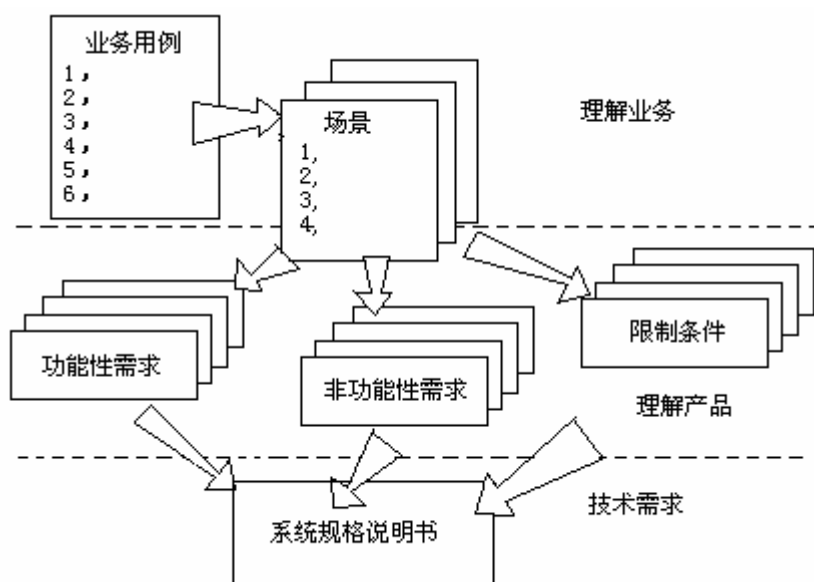 业务用例
1，
2，
3，
4，
5，
6，
场景
1,
2,
3,
4,
理解业务
功能性需求
非功能性需求
限制条件
理解产品
系统规格说明书
技术需求